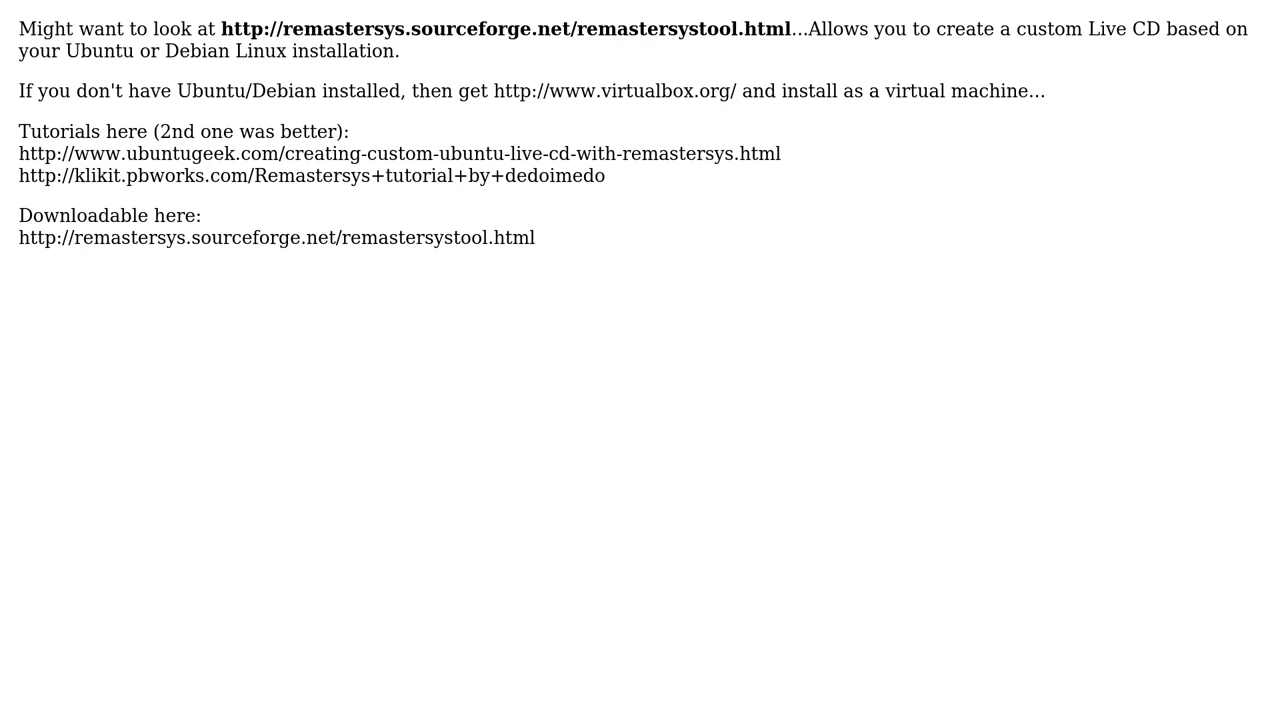 Might want to look at http://remastersys.sourceforge.net/remastersystool.html...Allows you to create a custom Live CD based on
your Ubuntu or Debian Linux installation.
If you don't have Ubuntu/Debian installed, then get http://www.virtualbox.org/ and install as a virtual machine...
Tutorials here (2nd one was better):
http://www.ubuntugeek.com/creating-custom-ubuntu-live-cd-with-remastersys.html
http://klikit.pbworks.com/Remastersys+tutorial+by+dedoimedo
Downloadable here:
http://remastersys.sourceforge.net/remastersystool.html